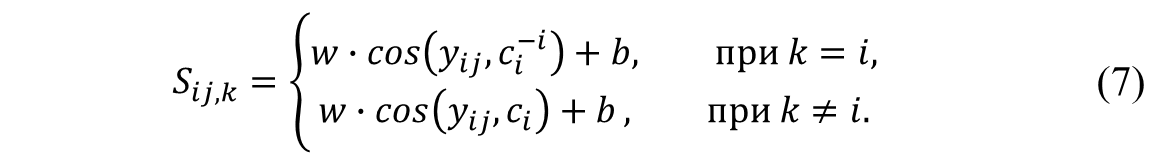 w · cos(y_{ij}, c_i^{-i}) + b, при k = i,
S_{ij,k} = { (7)
w · cos(y_{ij}, c_i) + b , при k ≠ i.